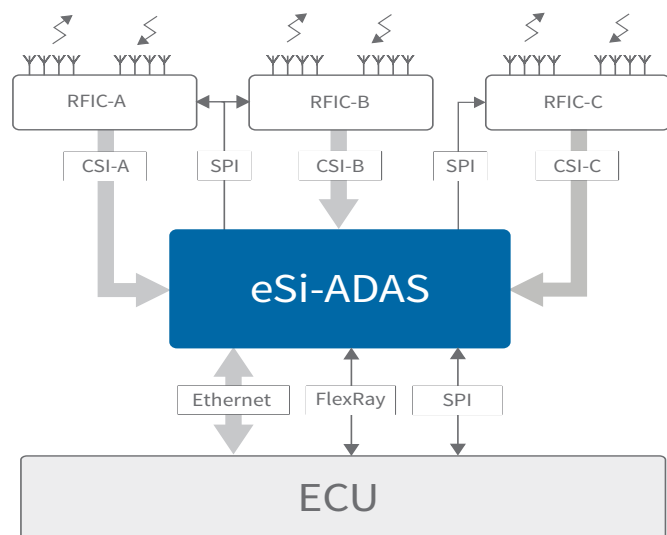 RFIC-A
RFIC-B
RFIC-C
CSI-A
SPI
CSI-B
SPI
CSI-C
eSi-ADAS
Ethernet
FlexRay
SPI
ECU